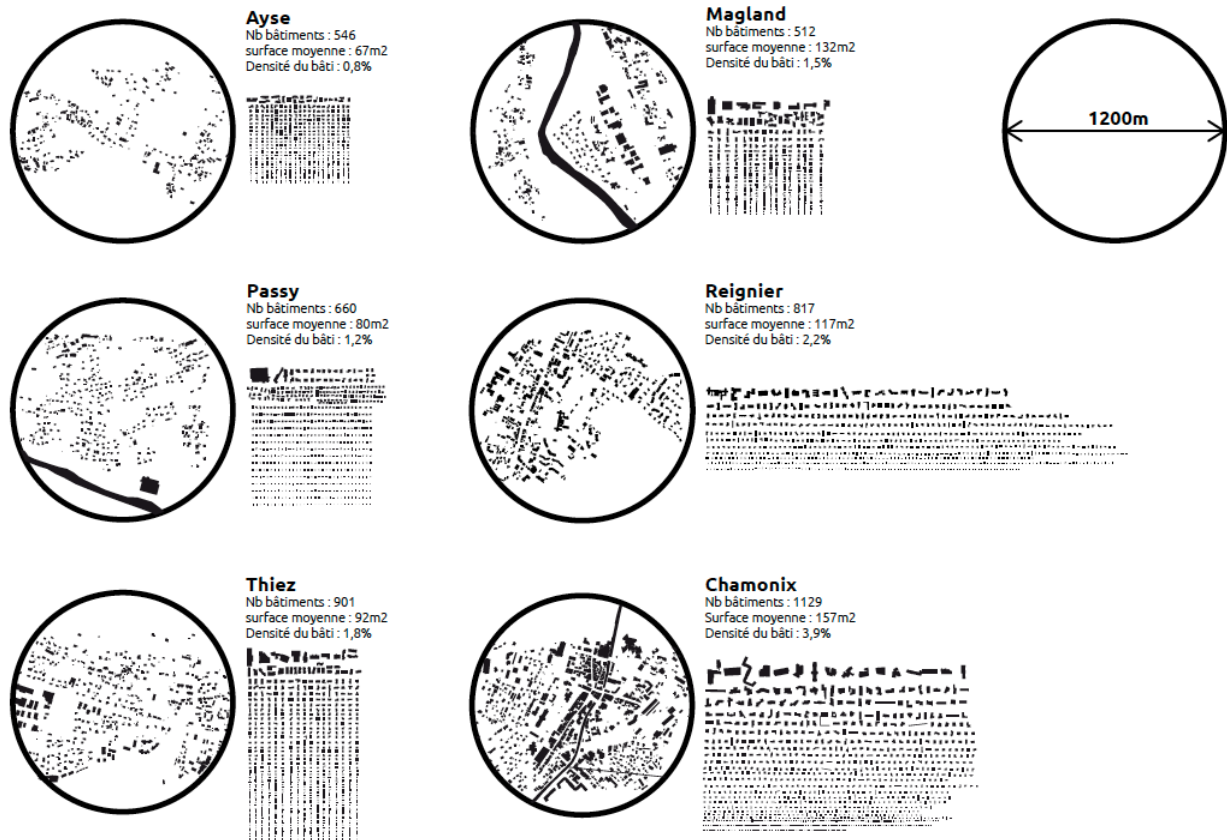 Ayse
Nb bâtiments : 546
surface moyenne : 67m2
Densité du bâti : 0,8%
Magland
Nb bâtiments : 512
surface moyenne : 132m2
Densité du bâti : 1,5%
1200m
Passy
Nb bâtiments : 660
surface moyenne : 80m2
Densité du bâti : 1,2%
Reignier
Nb bâtiments : 817
surface moyenne : 117m2
Densité du bâti : 2,2%
Thiez
Nb bâtiments : 901
surface moyenne : 92m2
Densité du bâti : 1,8%
Chamonix
Nb bâtiments : 1129
Surface moyenne : 157m2
Densité du bâti : 3,9%